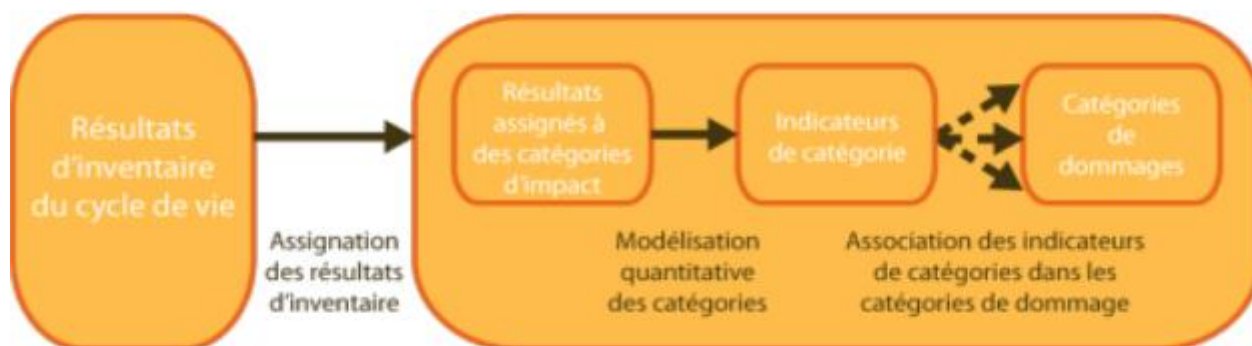 Résultats
d'inventaire
du cycle de vie
Assignation
des résultats
d'inventaire
Résultats
assignés à
des catégories
d'impact
Modélisation
quantitative
des catégories
Indicateurs
de catégorie
Association des indicateurs
de catégories dans les
catégories de dommage
Catégories
de
dommages